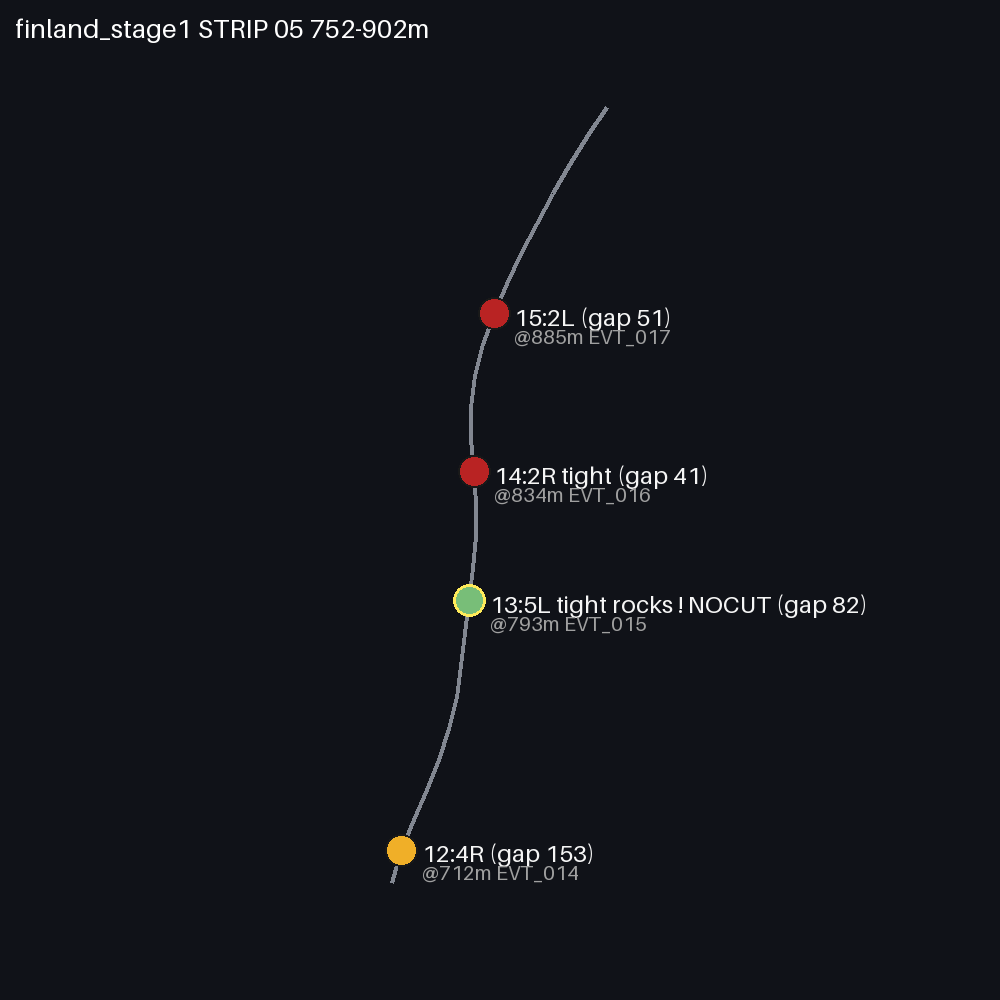 finland_stage1 STRIP 05 752-902m
15:2L (gap 51)
@885m EVT_017
14:2R tight (gap 41)
@834m EVT_016
13:5L tight rocks ! NOCUT (gap 82)
@793m EVT_015
12:4R (gap 153)
@712m EVT_014